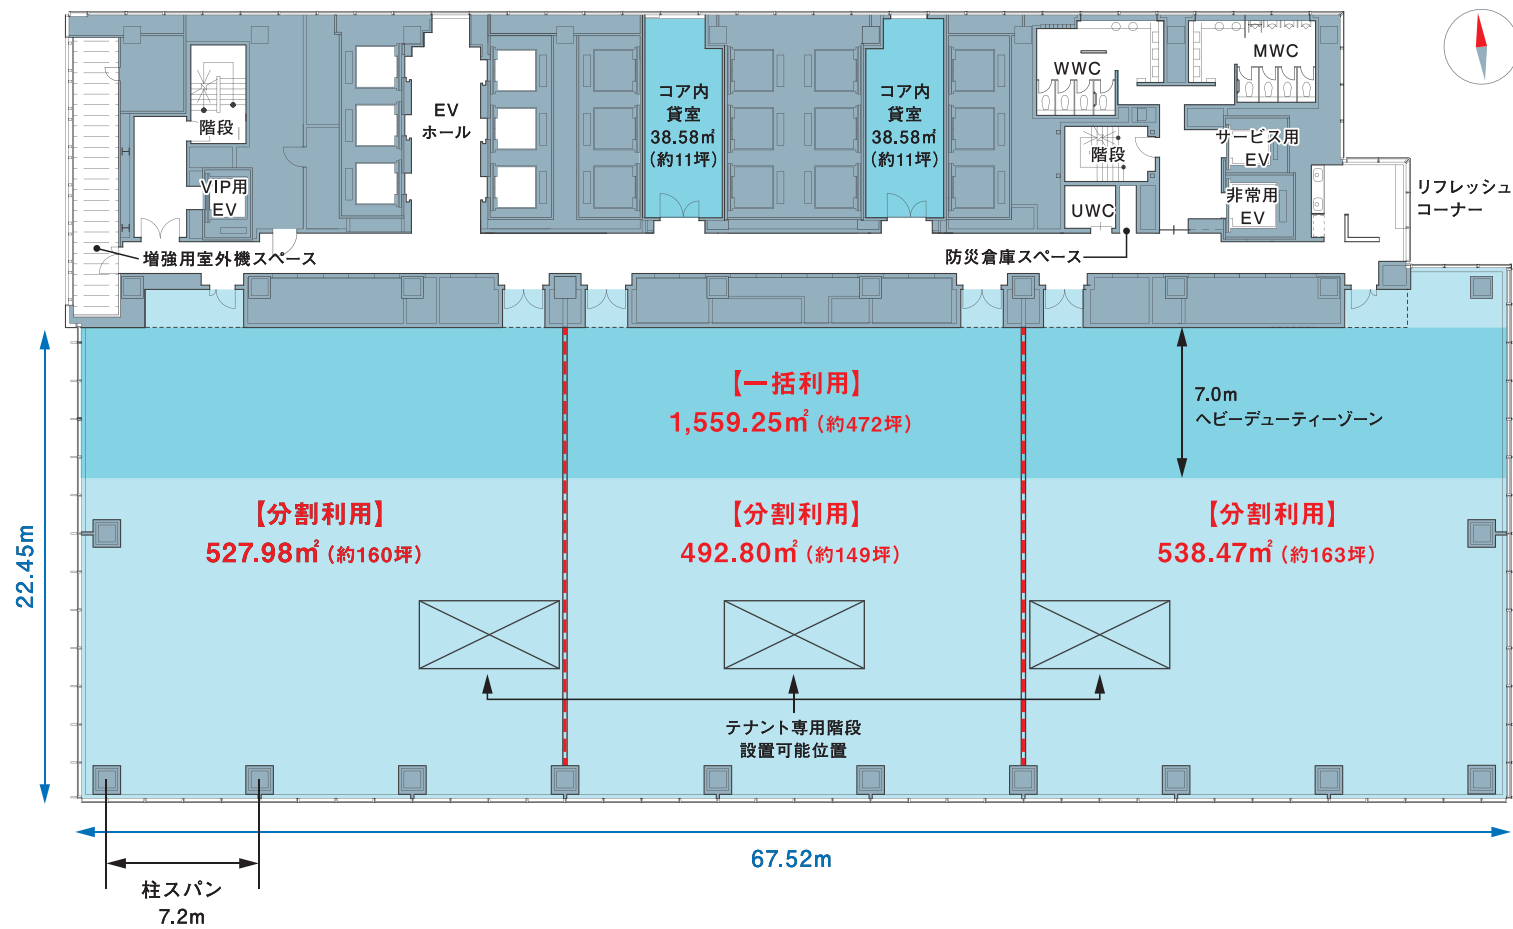 WWC
MWC
コア内
貸室
38.58㎡
(約11坪)
コア内
貸室
38.58㎡
(約11坪)
EV
ホール
階段
サービス用
EV
階段
VIP用
EV
非常用
EV
リフレッシュ
コーナー
UWC
増強用室外機スペース
防災倉庫スペース
【一括利用】
1,559.25㎡(約472坪)
7.0m
ヘビーデューティーゾーン
【分割利用】
527.98㎡(約160坪)
【分割利用】
492.80㎡(約149坪)
【分割利用】
538.47㎡(約163坪)
22.45m
テナント専用階段
設置可能位置
67.52m
柱スパン
7.2m